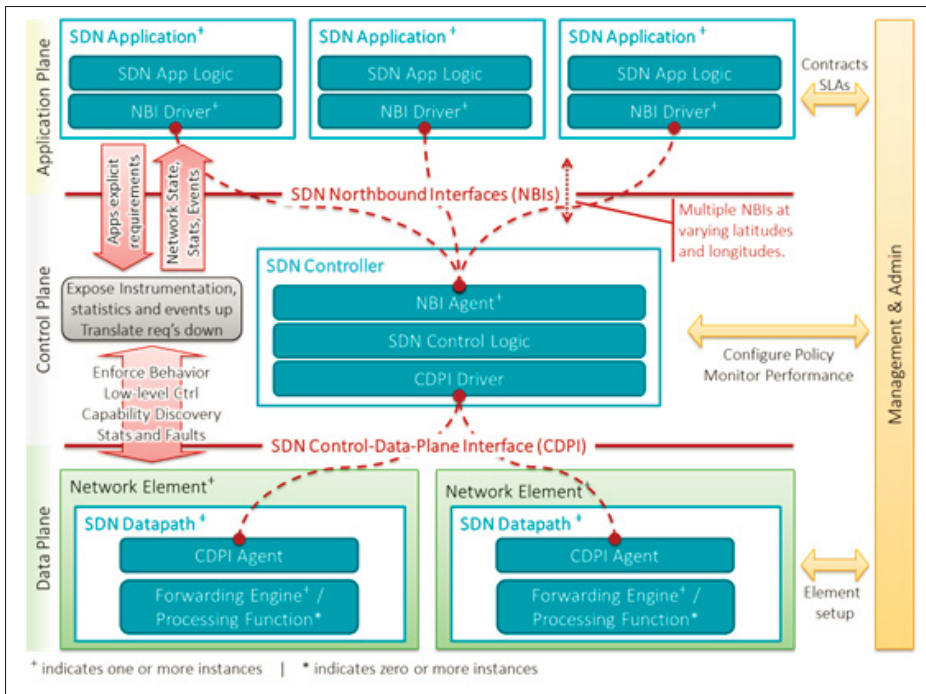 Application Plane
SDN Application⁺
SDN App Logic
NBI Driver⁺
SDN Application⁺
SDN App Logic
NBI Driver⁺
SDN Application⁺
SDN App Logic
NBI Driver⁺
Contracts
SLAs
Apps explicit
requirements
Network State,
Stats, Events
SDN Northbound Interfaces (NBIs)
Multiple NBIs at
varying latitudes
and longitudes.
Control Plane
Expose Instrumentation,
statistics and events up
Translate req's down
SDN Controller
NBI Agent⁺
SDN Control Logic
CDPI Driver
Configure Policy
Monitor Performance
Management & Admin
Enforce Behavior
Low-level Ctrl
Capability Discovery
Stats and Faults
SDN Control-Data-Plane Interface (CDPI)
Data Plane
Network Element⁺
SDN Datapath⁺
CDPI Agent
Forwarding Engine⁺ /
Processing Function*
Network Element⁺
SDN Datapath⁺
CDPI Agent
Forwarding Engine⁺ /
Processing Function*
Element
setup
⁺ indicates one or more instances | * indicates zero or more instances